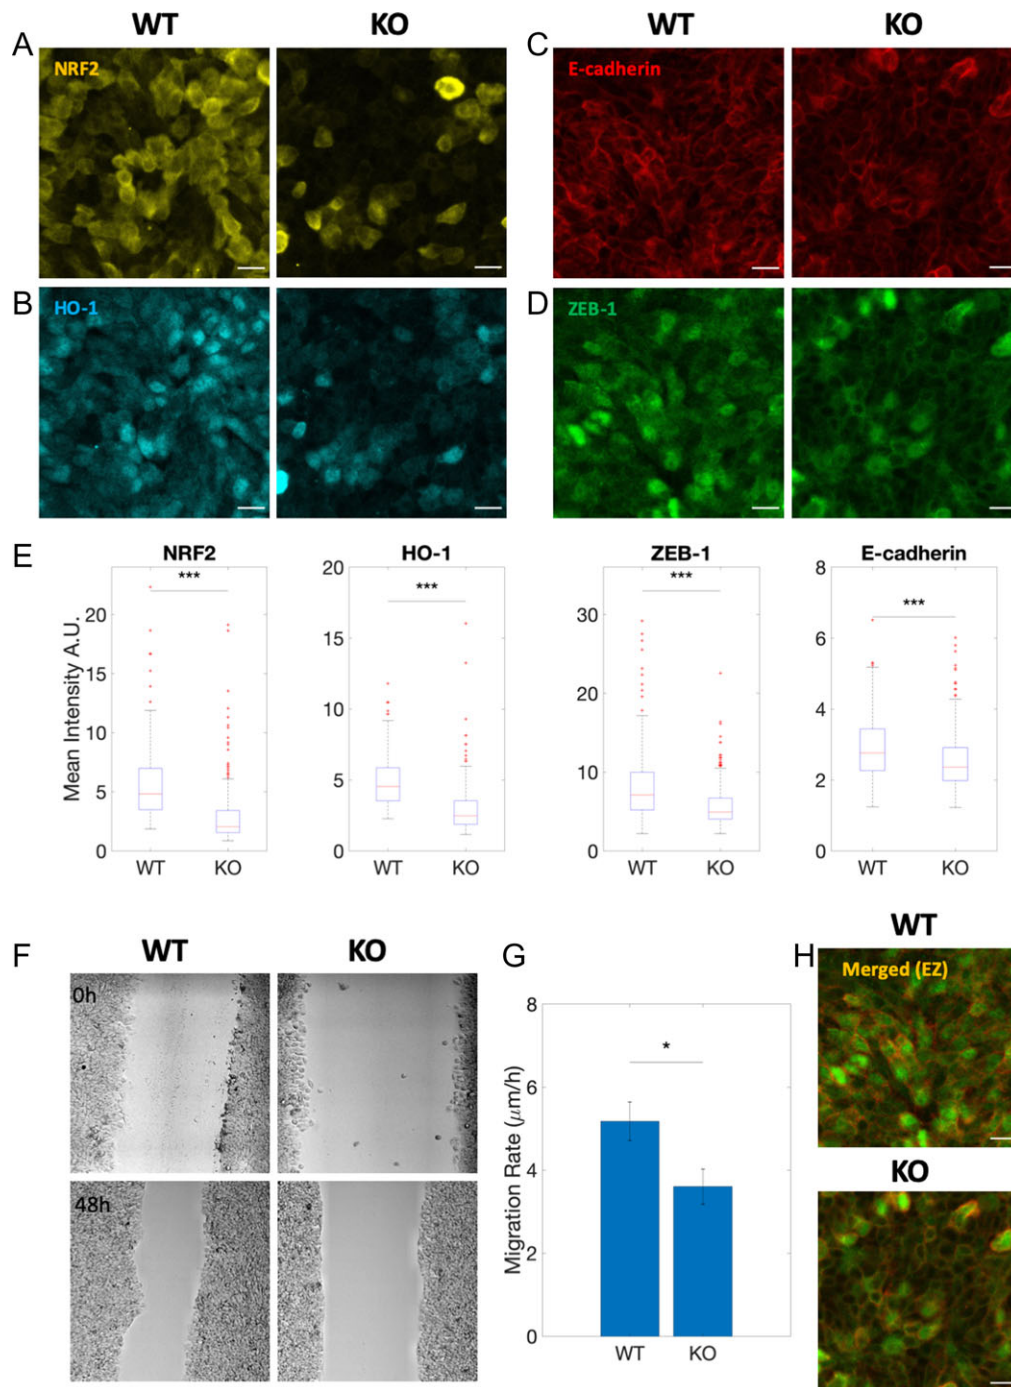 WT KO WT KO
A C
NRF2 E-cadherin
B D
HO-1 ZEB-1
E
NRF2 HO-1 ZEB-1 E-cadherin
*** *** *** ***
Mean Intensity A.U.
20
15
10
5
0
WT KO
20
15
10
5
0
WT KO
30
20
10
0
WT KO
8
6
4
2
0
WT KO
F WT KO
0h
48h
G
8
6
4
2
0
Migration Rate (μm/h)
*
WT KO
H
WT
Merged (EZ)
KO